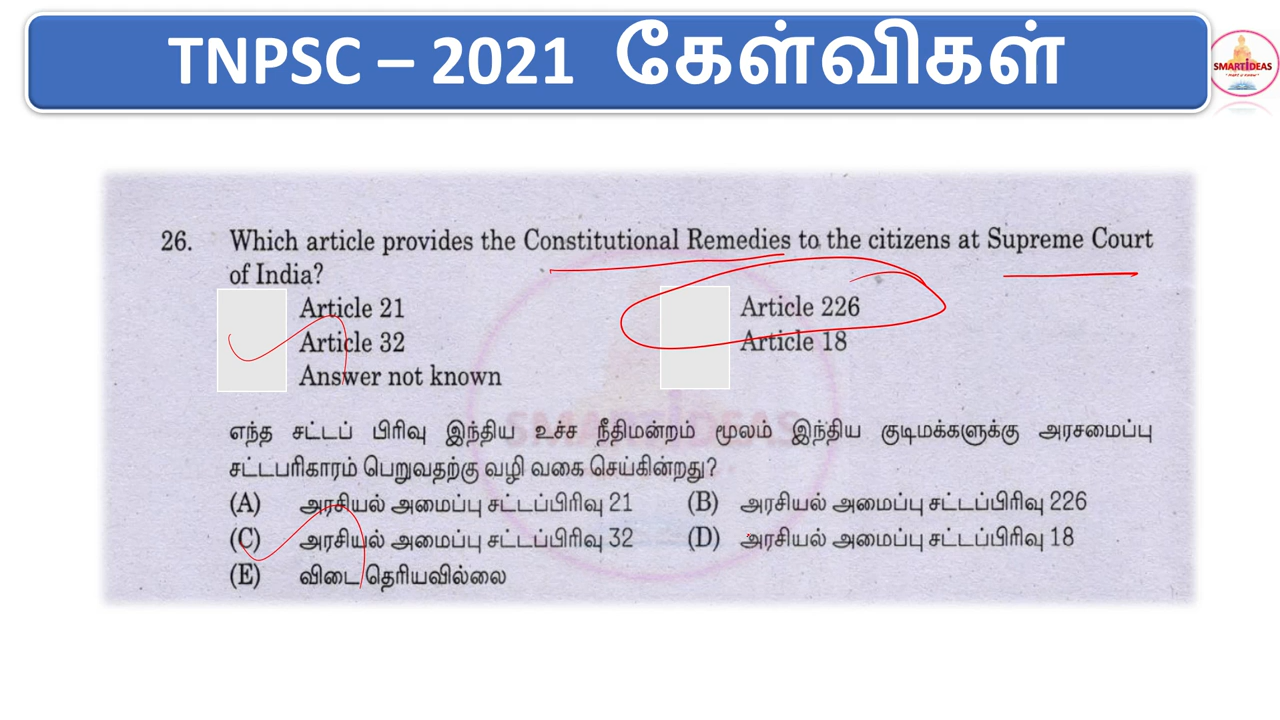 TNPSC – 2021 கேள்விகள்
SMARTIDEAS
26. Which article provides the Constitutional Remedies to the citizens at Supreme Court
of India?
Article 21 Article 226
Article 32 Article 18
Answer not known
SMARTIDEAS
எந்த சட்டப் பிரிவு இந்திய உச்ச நீதிமன்றம் மூலம் இந்திய குடிமக்களுக்கு அரசமைப்பு
சட்டபரிகாரம் பெறுவதற்கு வழி வகை செய்கின்றது?
(A) அரசியல் அமைப்பு சட்டப்பிரிவு 21 (B) அரசியல் அமைப்பு சட்டப்பிரிவு 226
(C) அரசியல் அமைப்பு சட்டப்பிரிவு 32 (D) அரசியல் அமைப்பு சட்டப்பிரிவு 18
(E) விடை தெரியவில்லை